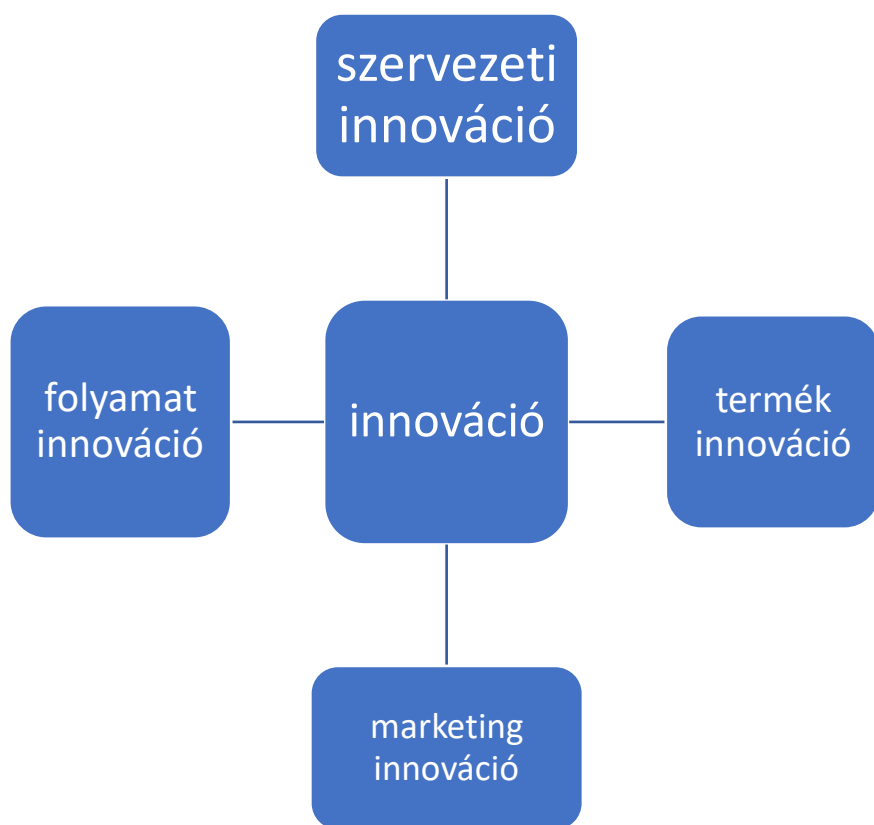 szervezeti
innováció
folyamat
innováció
innováció
termék
innováció
marketing
innováció